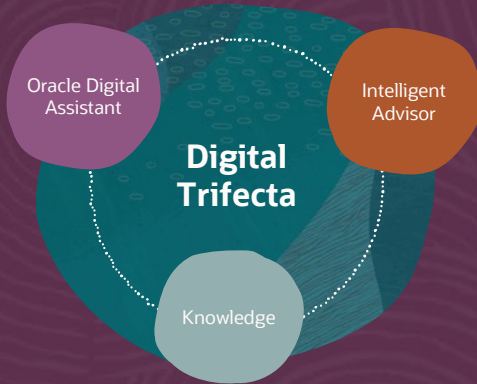 Oracle Digital
Assistant
Intelligent
Advisor
Digital
Trifecta
Knowledge